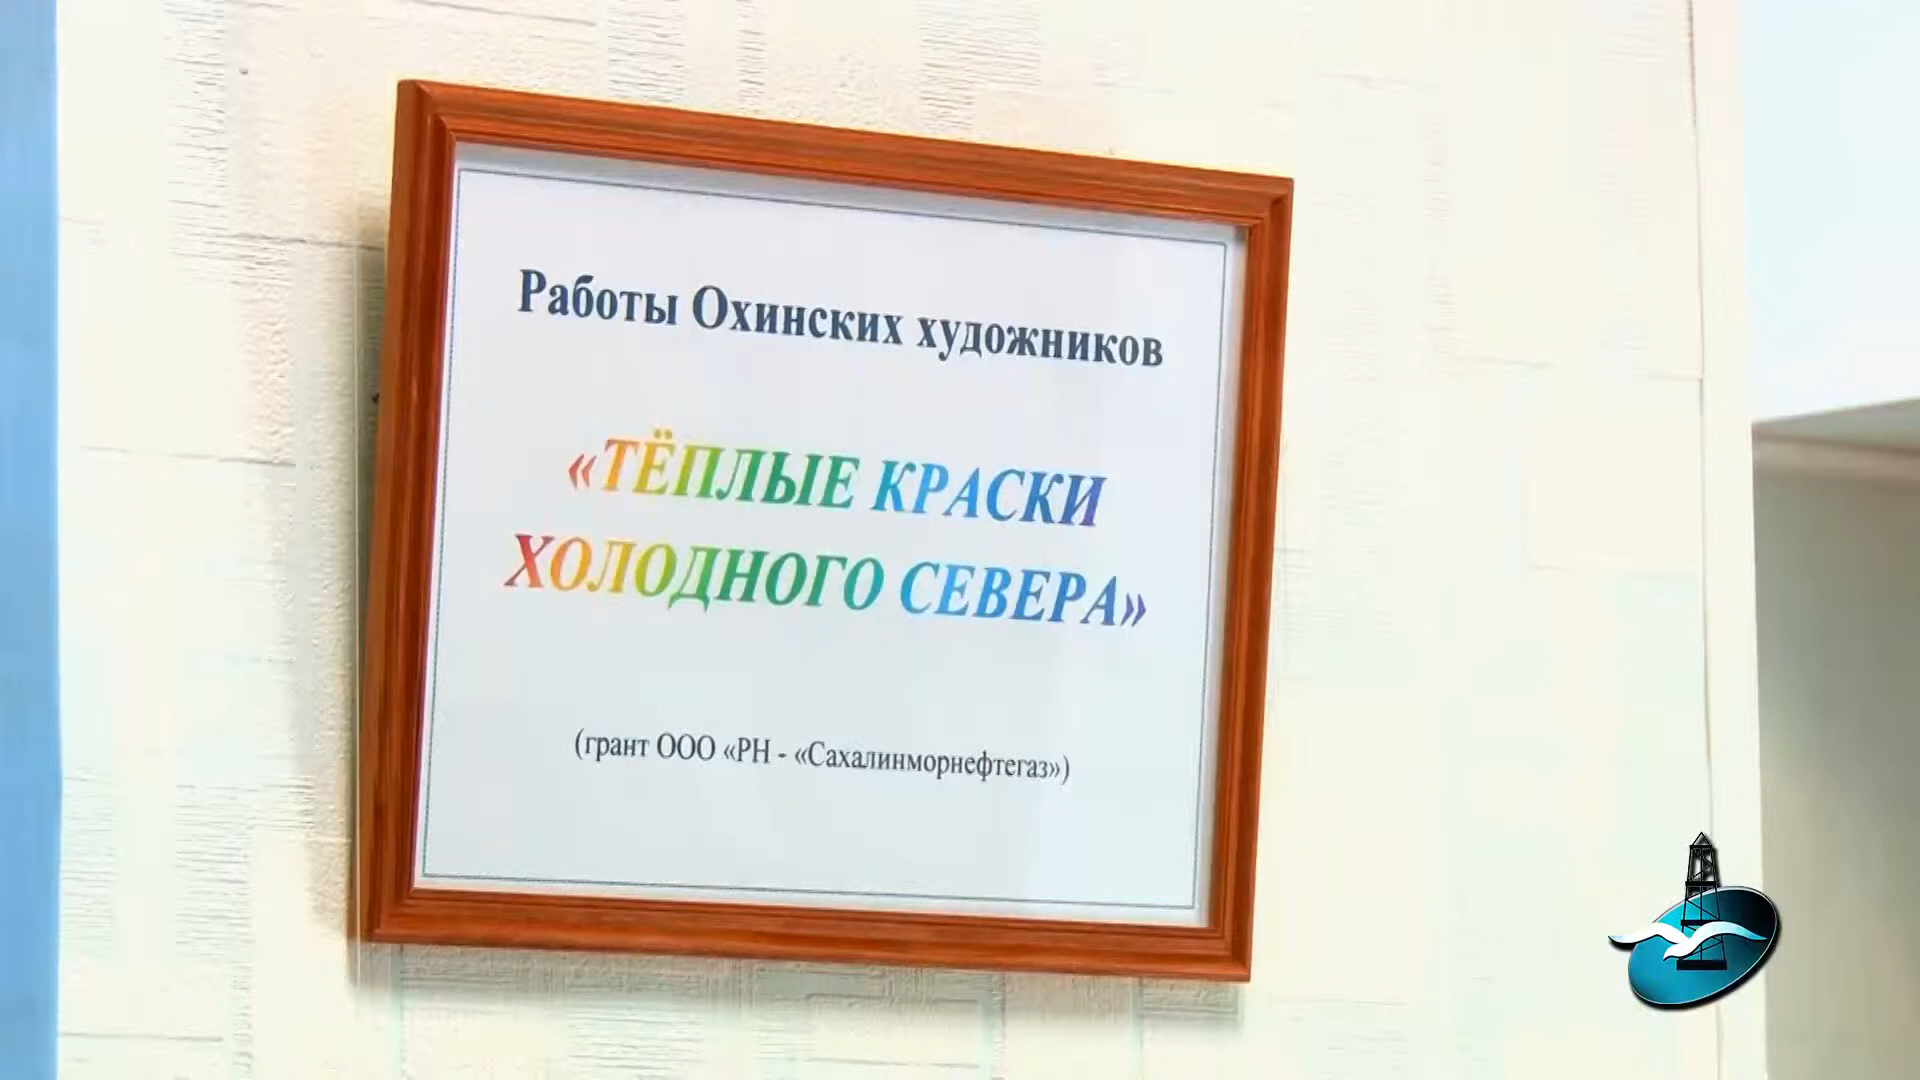 Работы Охинских художников
«ТЁПЛЫЕ КРАСКИ
ХОЛОДНОГО СЕВЕРА»
(грант ООО «РН - «Сахалинморнефтегаз»)